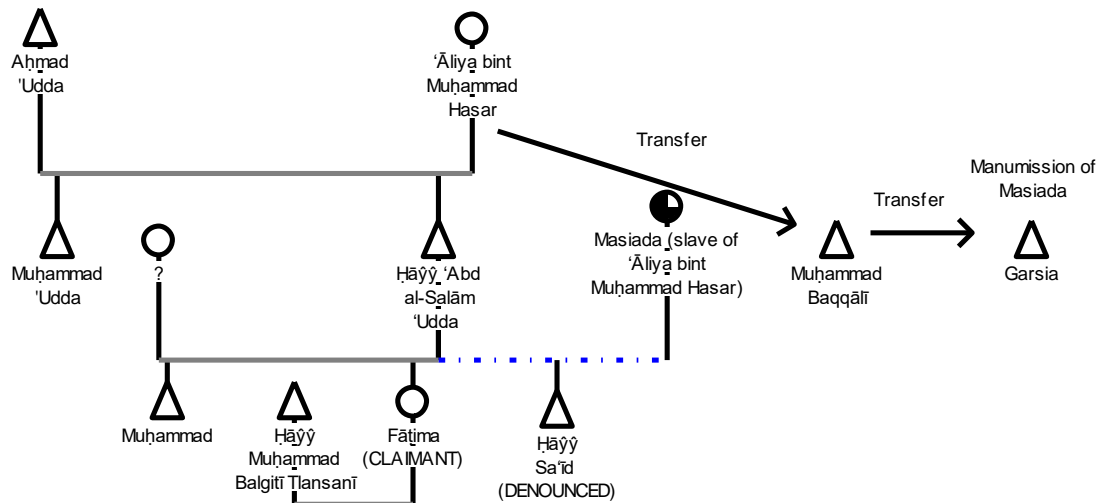 Aḥmad
'Udda
‘Āliya bint
Muḥammad
Hasar
Transfer
Manumission of
Masiada
Transfer
Muḥammad
'Udda
?
Ḥāŷŷ ‘Abd
al-Salām
‘Udda
Masiada (slave of
‘Āliya bint
Muḥammad Hasar)
Muḥammad
Baqqālī
Garsia
Muḥammad
Ḥāŷŷ
Muḥammad
Balgitī Tlansanī
Fāṭima
(CLAIMANT)
Ḥāŷŷ
Sa‘īd
(DENOUNCED)